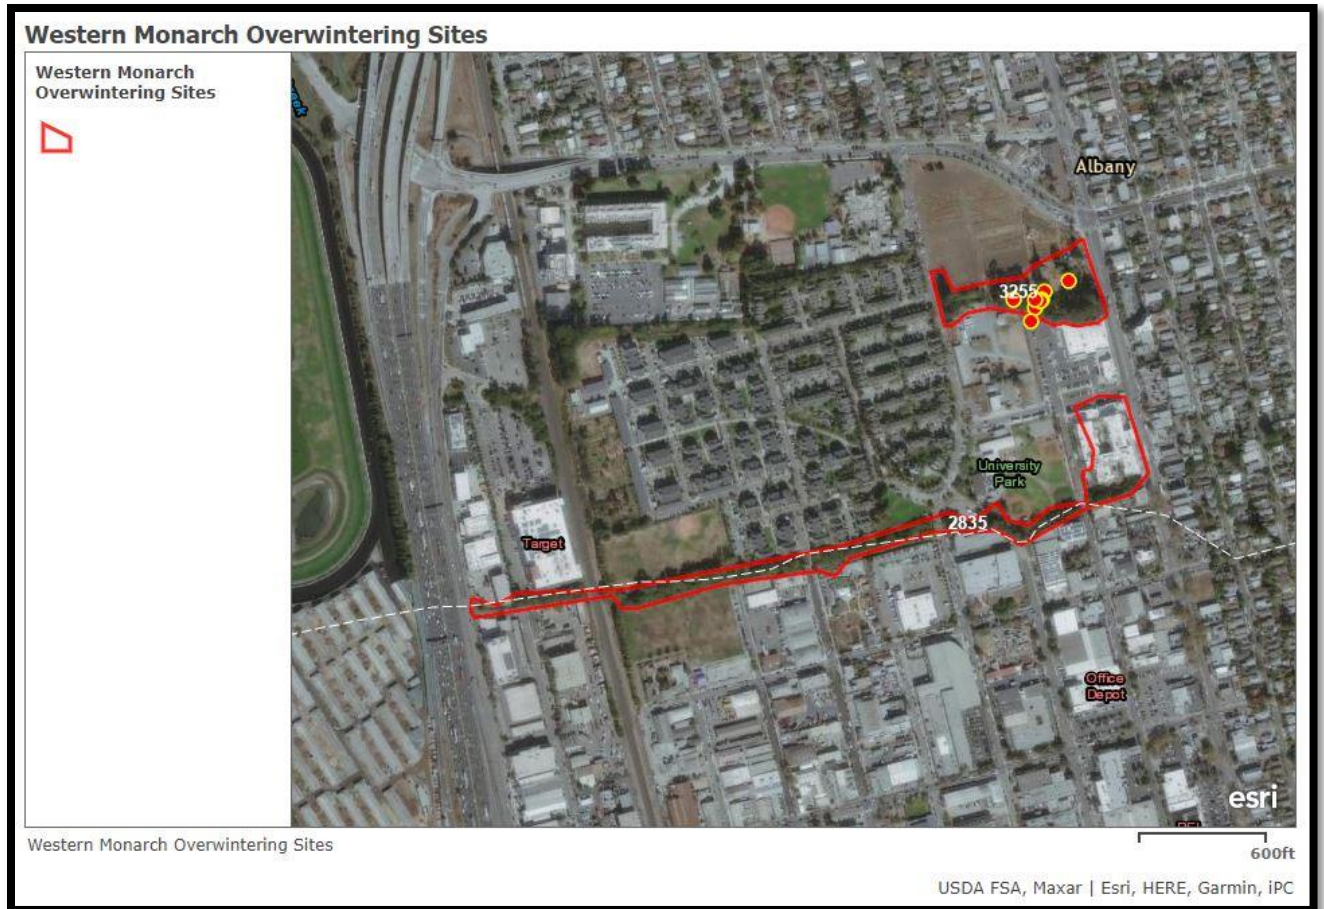 Western Monarch Overwintering Sites
Western Monarch
Overwintering Sites
eek
Albany
3255
University
Park
2835
Target
Office
Depot
esri
Western Monarch Overwintering Sites
600ft
USDA FSA, Maxar | Esri, HERE, Garmin, iPC